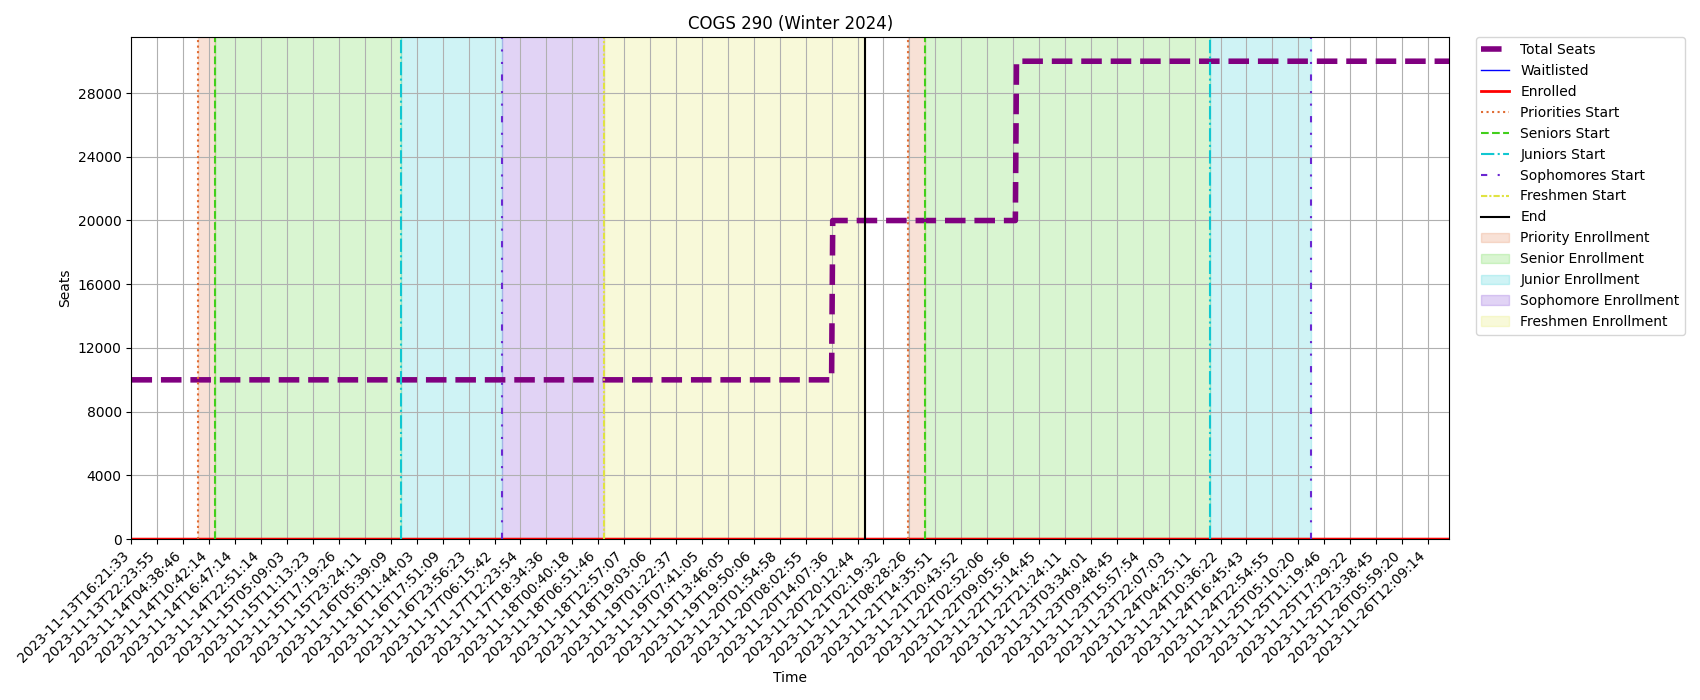 COGS 290 (Winter 2024)
Seats
28000
24000
20000
16000
12000
8000
4000
0
2023-11-13T16:21:33
2023-11-13T22:23:55
2023-11-14T04:38:46
2023-11-14T10:42:14
2023-11-14T16:47:14
2023-11-14T22:51:14
2023-11-15T05:09:03
2023-11-15T11:13:23
2023-11-15T17:19:26
2023-11-15T23:24:11
2023-11-16T05:39:09
2023-11-16T11:44:03
2023-11-16T17:51:09
2023-11-16T23:56:23
2023-11-17T06:15:42
2023-11-17T12:23:54
2023-11-17T18:34:36
2023-11-18T00:40:18
2023-11-18T06:51:46
2023-11-18T12:57:07
2023-11-18T19:03:06
2023-11-19T01:22:37
2023-11-19T07:41:05
2023-11-19T13:46:05
2023-11-19T19:50:06
2023-11-20T01:54:58
2023-11-20T08:02:55
2023-11-20T14:07:36
2023-11-20T20:12:44
2023-11-21T02:19:32
2023-11-21T08:28:26
2023-11-21T14:35:51
2023-11-21T20:43:52
2023-11-22T02:52:06
2023-11-22T09:05:56
2023-11-22T15:14:45
2023-11-22T21:24:11
2023-11-23T03:34:01
2023-11-23T09:48:45
2023-11-23T15:57:54
2023-11-23T22:07:03
2023-11-24T04:25:11
2023-11-24T10:36:22
2023-11-24T16:45:43
2023-11-24T22:54:55
2023-11-25T05:10:20
2023-11-25T11:19:46
2023-11-25T17:29:22
2023-11-25T23:38:45
2023-11-26T05:59:20
2023-11-26T12:09:14
Time
Total Seats
Waitlisted
Enrolled
Priorities Start
Seniors Start
Juniors Start
Sophomores Start
Freshmen Start
End
Priority Enrollment
Senior Enrollment
Junior Enrollment
Sophomore Enrollment
Freshmen Enrollment